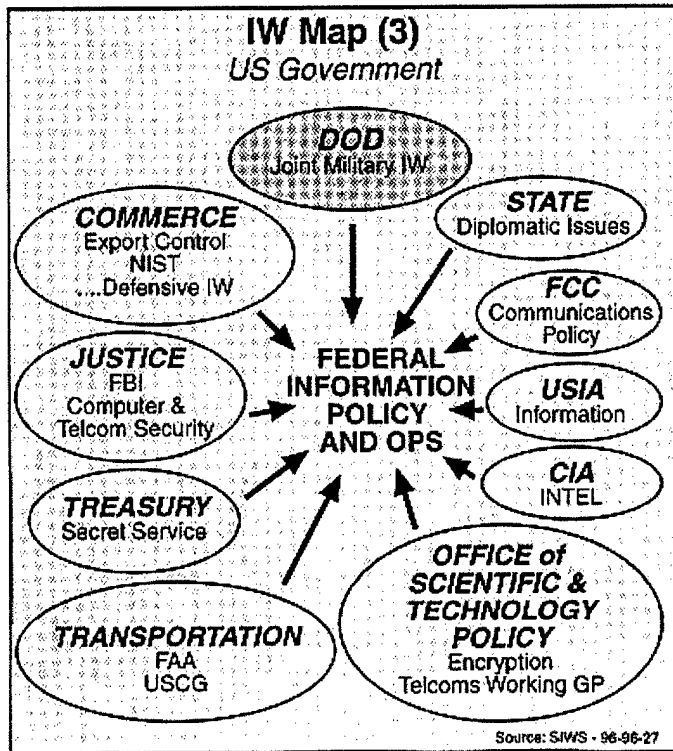 IW Map (3)
US Government
DOD
Joint Military IW
COMMERCE
Export Control
NIST
....Defensive IW
STATE
Diplomatic Issues
FCC
Communications
Policy
JUSTICE
FBI
Computer &
Telcom Security
FEDERAL
INFORMATION
POLICY
AND OPS
USIA
Information
CIA
INTEL
TREASURY
Secret Service
OFFICE of
SCIENTIFIC &
TECHNOLOGY
POLICY
Encryption
Telcoms Working GP
TRANSPORTATION
FAA
USCG
Source: SIWS - 96-96-27